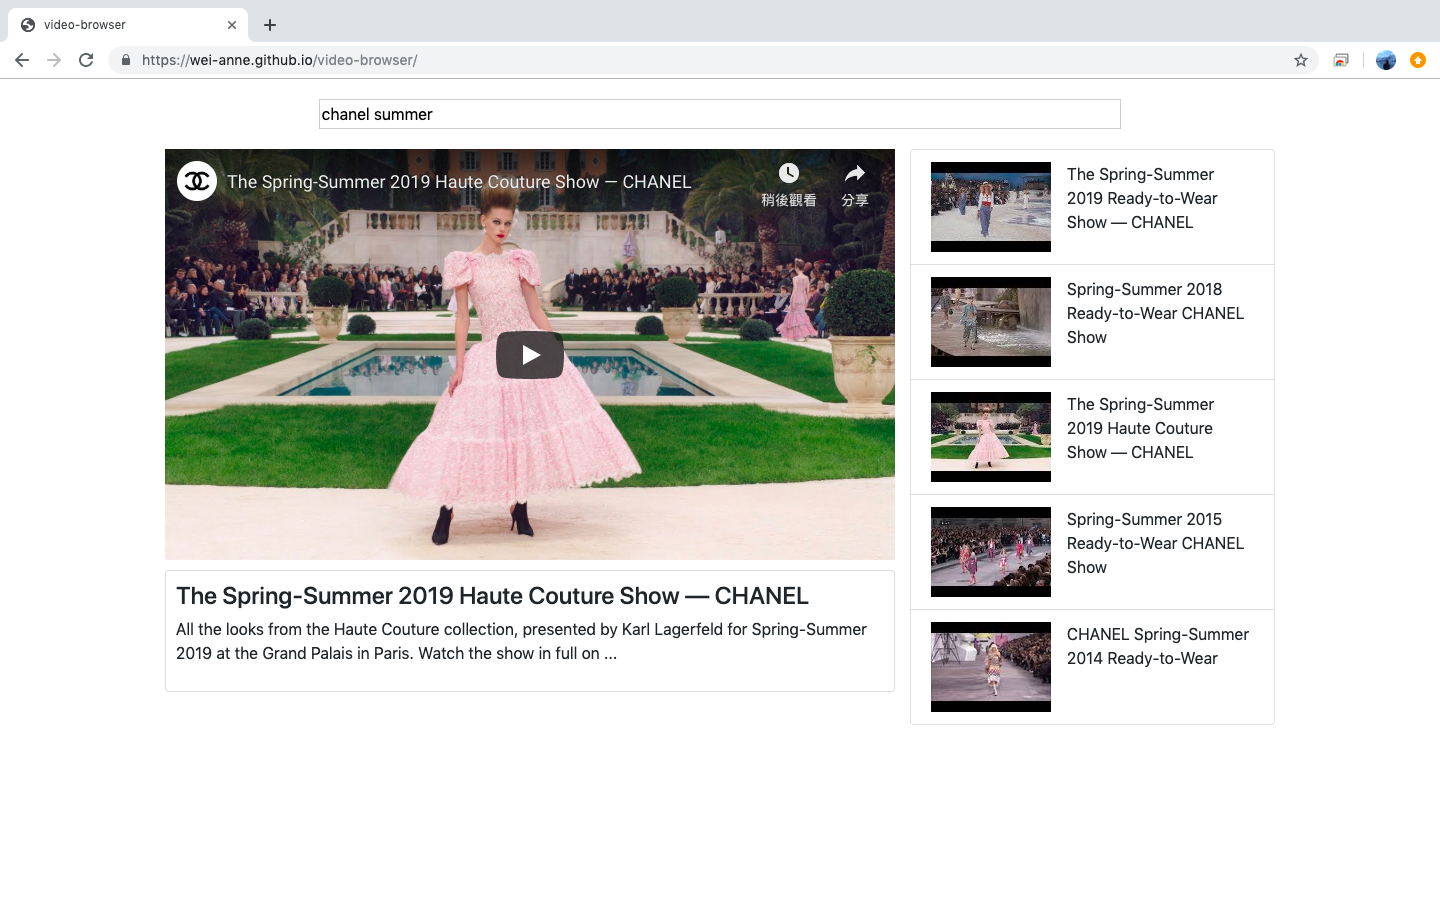 video-browser
https://wei-anne.github.io/video-browser/
chanel summer
The Spring-Summer 2019 Haute Couture Show — CHANEL
稍後觀看
分享
The Spring-Summer 2019 Haute Couture Show — CHANEL
All the looks from the Haute Couture collection, presented by Karl Lagerfeld for Spring-Summer
2019 at the Grand Palais in Paris. Watch the show in full on ...
The Spring-Summer
2019 Ready-to-Wear
Show — CHANEL
Spring-Summer 2018
Ready-to-Wear CHANEL
Show
The Spring-Summer
2019 Haute Couture
Show — CHANEL
Spring-Summer 2015
Ready-to-Wear CHANEL
Show
CHANEL Spring-Summer
2014 Ready-to-Wear